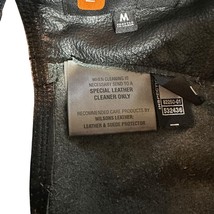 M
WHEN CLEANING IS
NECESSARY SEND TO A
SPECIAL LEATHER
CLEANER ONLY
RECOMMENDED CARE PRODUCTS BY
WILSONS LEATHER:
LEATHER & SUEDE PROTECTOR
532436